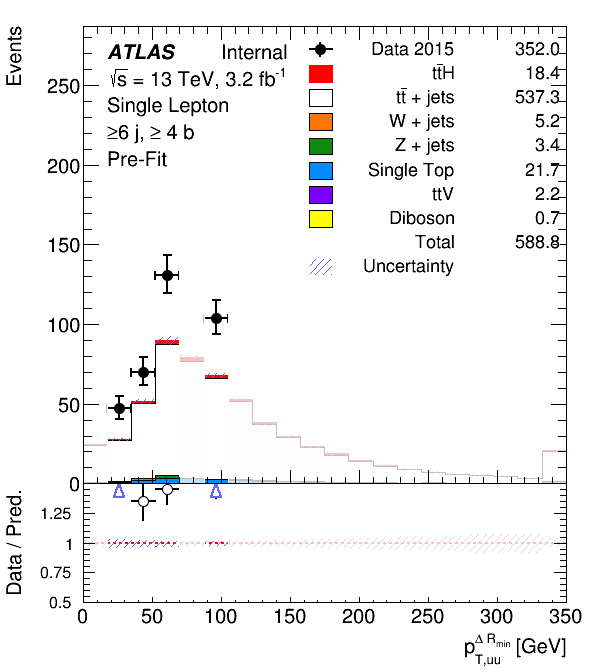 Events
ATLAS Internal
√s = 13 TeV, 3.2 fb⁻¹
Single Lepton
≥6 j, ≥ 4 b
Pre-Fit
Data 2015 352.0
tt̄H 18.4
tt̄ + jets 537.3
W + jets 5.2
Z + jets 3.4
Single Top 21.7
ttV 2.2
Diboson 0.7
Total 588.8
Uncertainty
250
200
150
100
50
0
Data / Pred.
1.25
1
0.75
0.5
0 50 100 150 200 250 300 350
p_{T,uu}^{Δ R_{min}} [GeV]